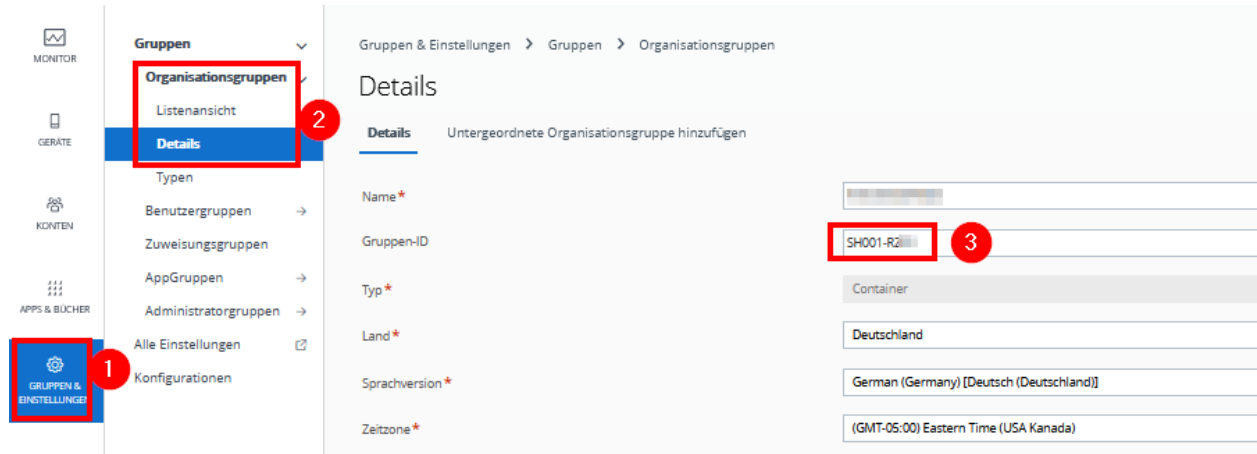 MONITOR
GERÄTE
KONTEN
APPS & BÜCHER
GRUPPEN &
EINSTELLUNGEN
1
Gruppen
Organisationsgruppen
Listenansicht
Details
Typen
Benutzergruppen
Zuweisungsgruppen
AppGruppen
Administratorgruppen
Alle Einstellungen
Konfigurationen
2
Gruppen & Einstellungen > Gruppen > Organisationsgruppen
Details
Details Untergeordnete Organisationsgruppe hinzufügen
Name*
Gruppen-ID SH001-R2
3
Typ* Container
Land* Deutschland
Sprachversion* German (Germany) [Deutsch (Deutschland)]
Zeitzone* (GMT-05:00) Eastern Time (USA Kanada)